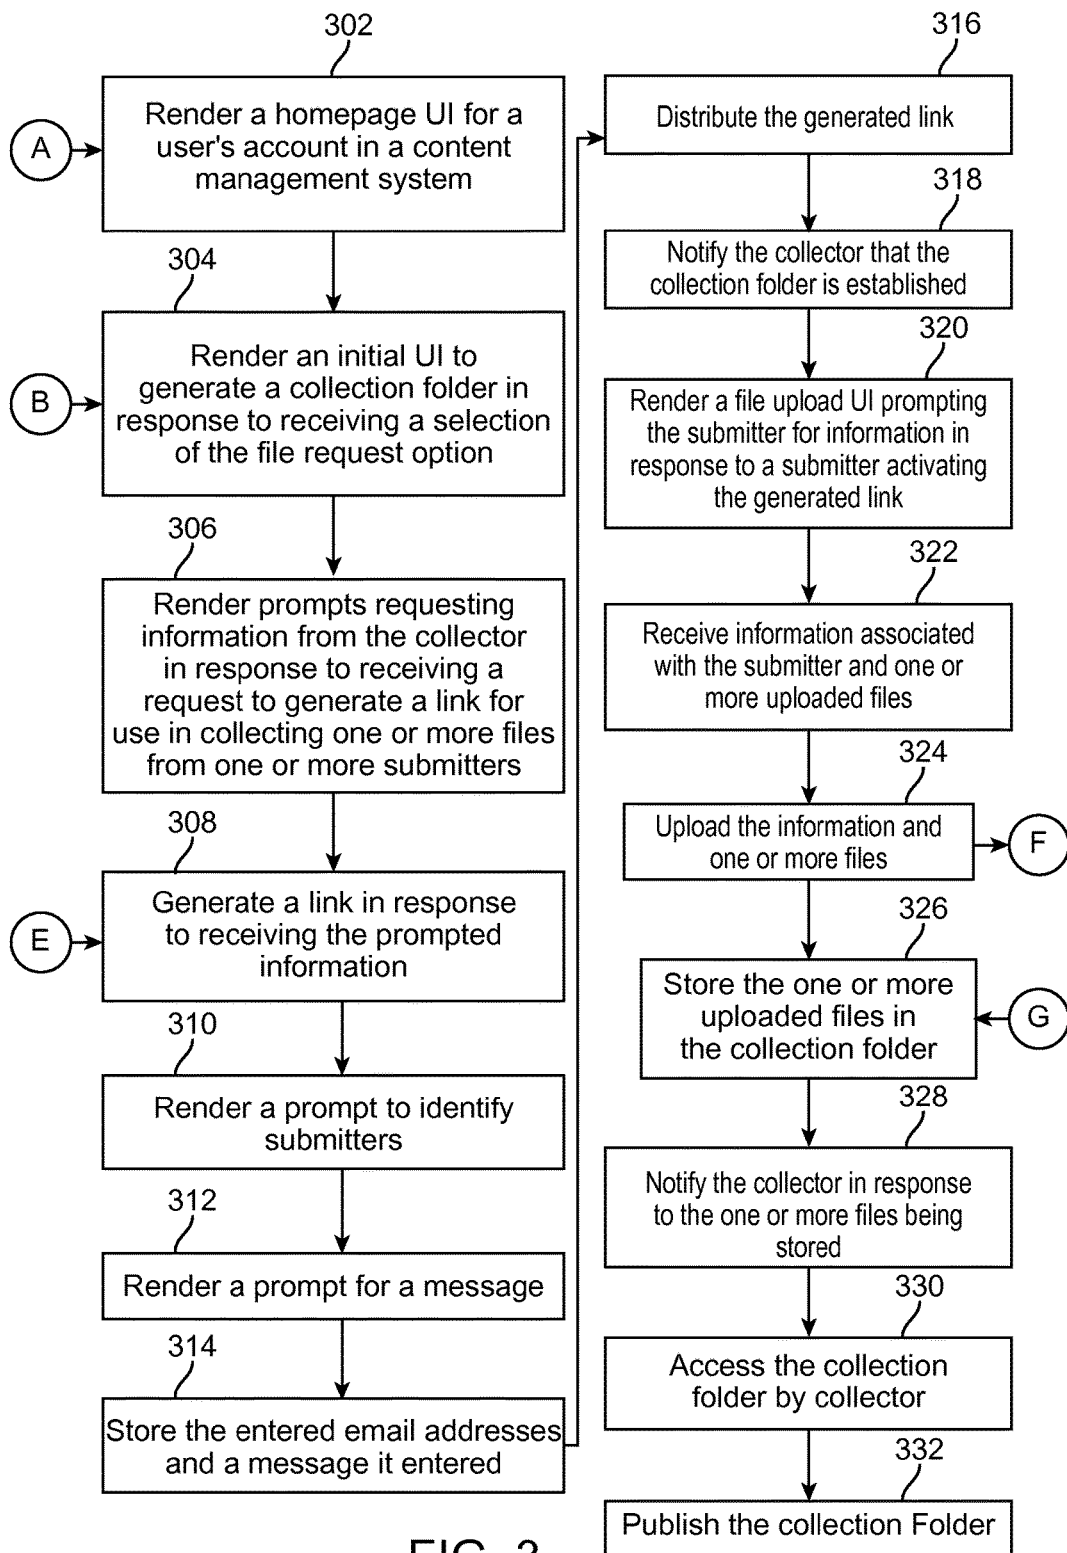 302
A
Render a homepage UI for a
user's account in a content
management system
304
B
Render an initial UI to
generate a collection folder in
response to receiving a selection
of the file request option
306
Render prompts requesting
information from the collector
in response to receiving a
request to generate a link for
use in collecting one or more files
from one or more submitters
308
E
Generate a link in response
to receiving the prompted
information
310
Render a prompt to identify
submitters
312
Render a prompt for a message
314
Store the entered email addresses
and a message it entered
316
Distribute the generated link
318
Notify the collector that the
collection folder is established
320
Render a file upload UI prompting
the submitter for information in
response to a submitter activating
the generated link
322
Receive information associated
with the submitter and one or
more uploaded files
324
Upload the information and
one or more files
F
326
Store the one or more
uploaded files in
the collection folder
G
328
Notify the collector in response
to the one or more files being
stored
330
Access the collection
folder by collector
332
Publish the collection Folder